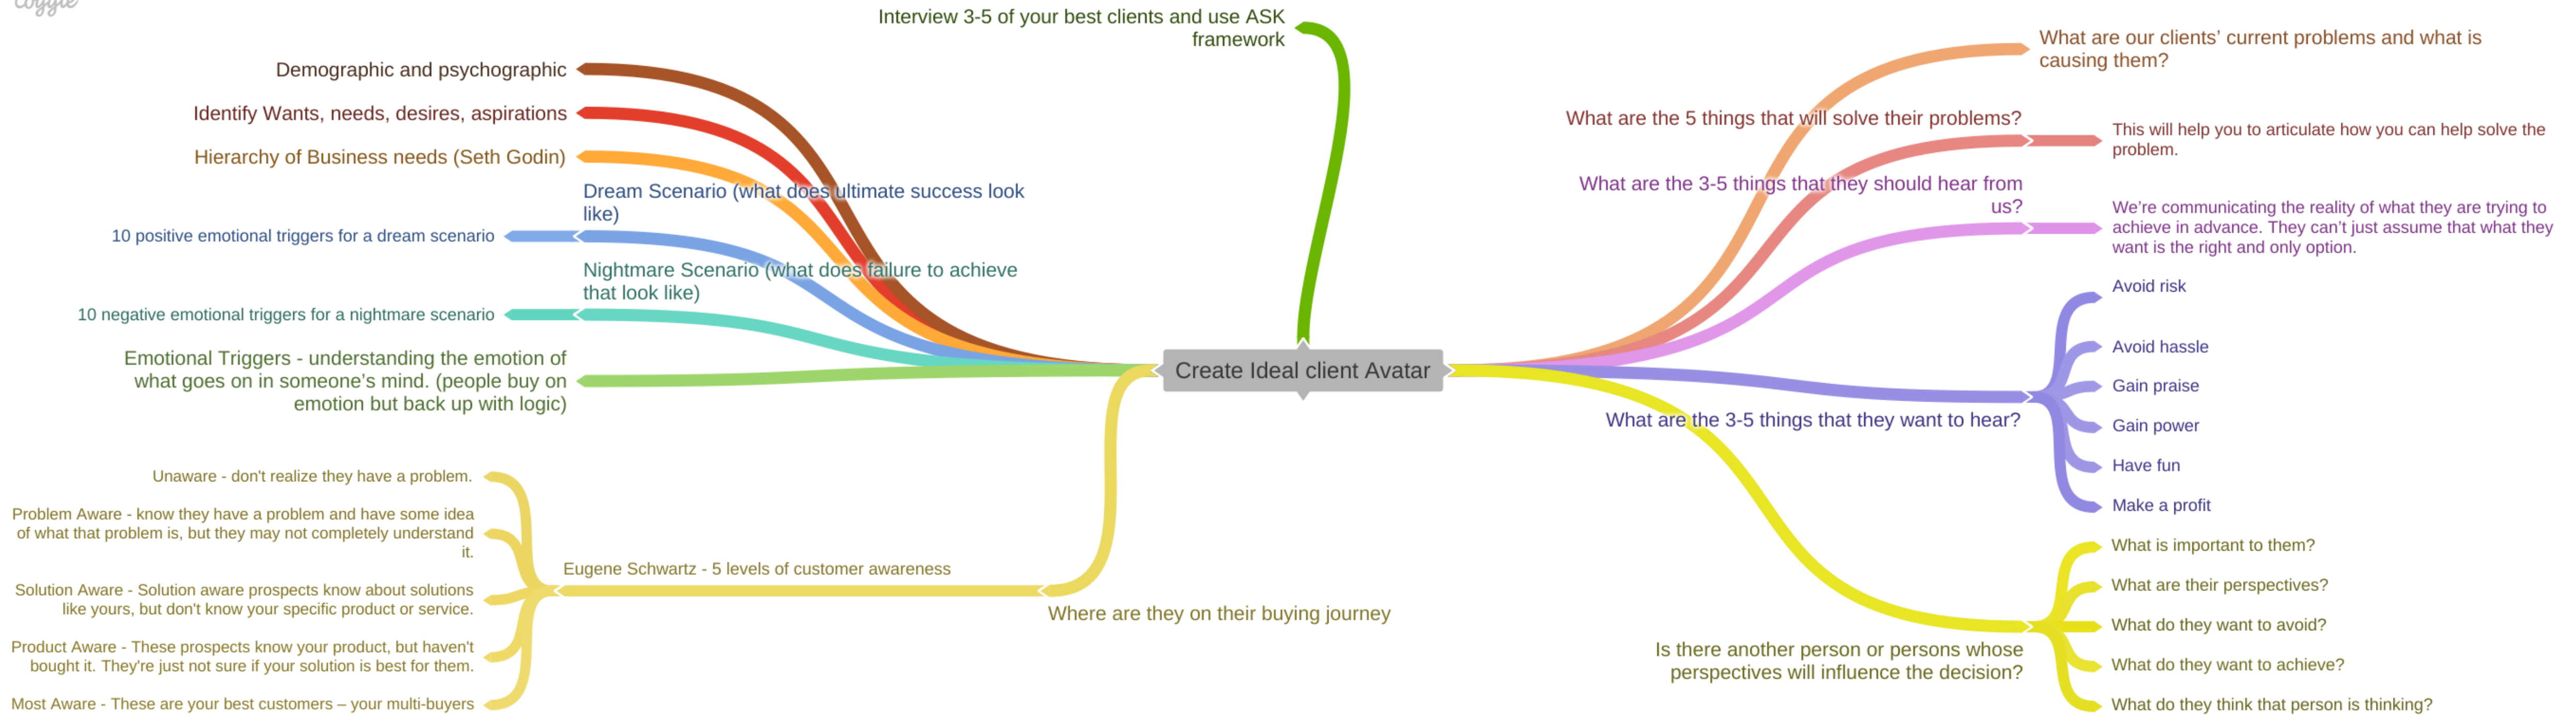 coggle
Interview 3-5 of your best clients and use ASK
framework
Demographic and psychographic
Identify Wants, needs, desires, aspirations
Hierarchy of Business needs (Seth Godin)
Dream Scenario (what does ultimate success look
like)
10 positive emotional triggers for a dream scenario
Nightmare Scenario (what does failure to achieve
that look like)
10 negative emotional triggers for a nightmare scenario
Emotional Triggers - understanding the emotion of
what goes on in someone’s mind. (people buy on
emotion but back up with logic)
Create Ideal client Avatar
Where are they on their buying journey
Eugene Schwartz - 5 levels of customer awareness
Unaware - don't realize they have a problem.
Problem Aware - know they have a problem and have some idea
of what that problem is, but they may not completely understand
it.
Solution Aware - Solution aware prospects know about solutions
like yours, but don't know your specific product or service.
Product Aware - These prospects know your product, but haven't
bought it. They're just not sure if your solution is best for them.
Most Aware - These are your best customers – your multi-buyers
What are our clients’ current problems and what is
causing them?
What are the 5 things that will solve their problems?
This will help you to articulate how you can help solve the
problem.
What are the 3-5 things that they should hear from
us?
We’re communicating the reality of what they are trying to
achieve in advance. They can’t just assume that what they
want is the right and only option.
What are the 3-5 things that they want to hear?
Avoid risk
Avoid hassle
Gain praise
Gain power
Have fun
Make a profit
Is there another person or persons whose
perspectives will influence the decision?
What is important to them?
What are their perspectives?
What do they want to avoid?
What do they want to achieve?
What do they think that person is thinking?